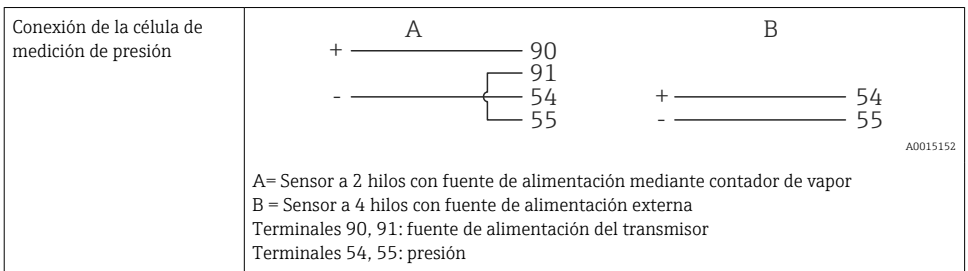 Conexión de la célula de
medición de presión
A
B
+ 90
91
- 54
55
+ 54
- 55
A0015152
A= Sensor a 2 hilos con fuente de alimentación mediante contador de vapor
B = Sensor a 4 hilos con fuente de alimentación externa
Terminales 90, 91: fuente de alimentación del transmisor
Terminales 54, 55: presión